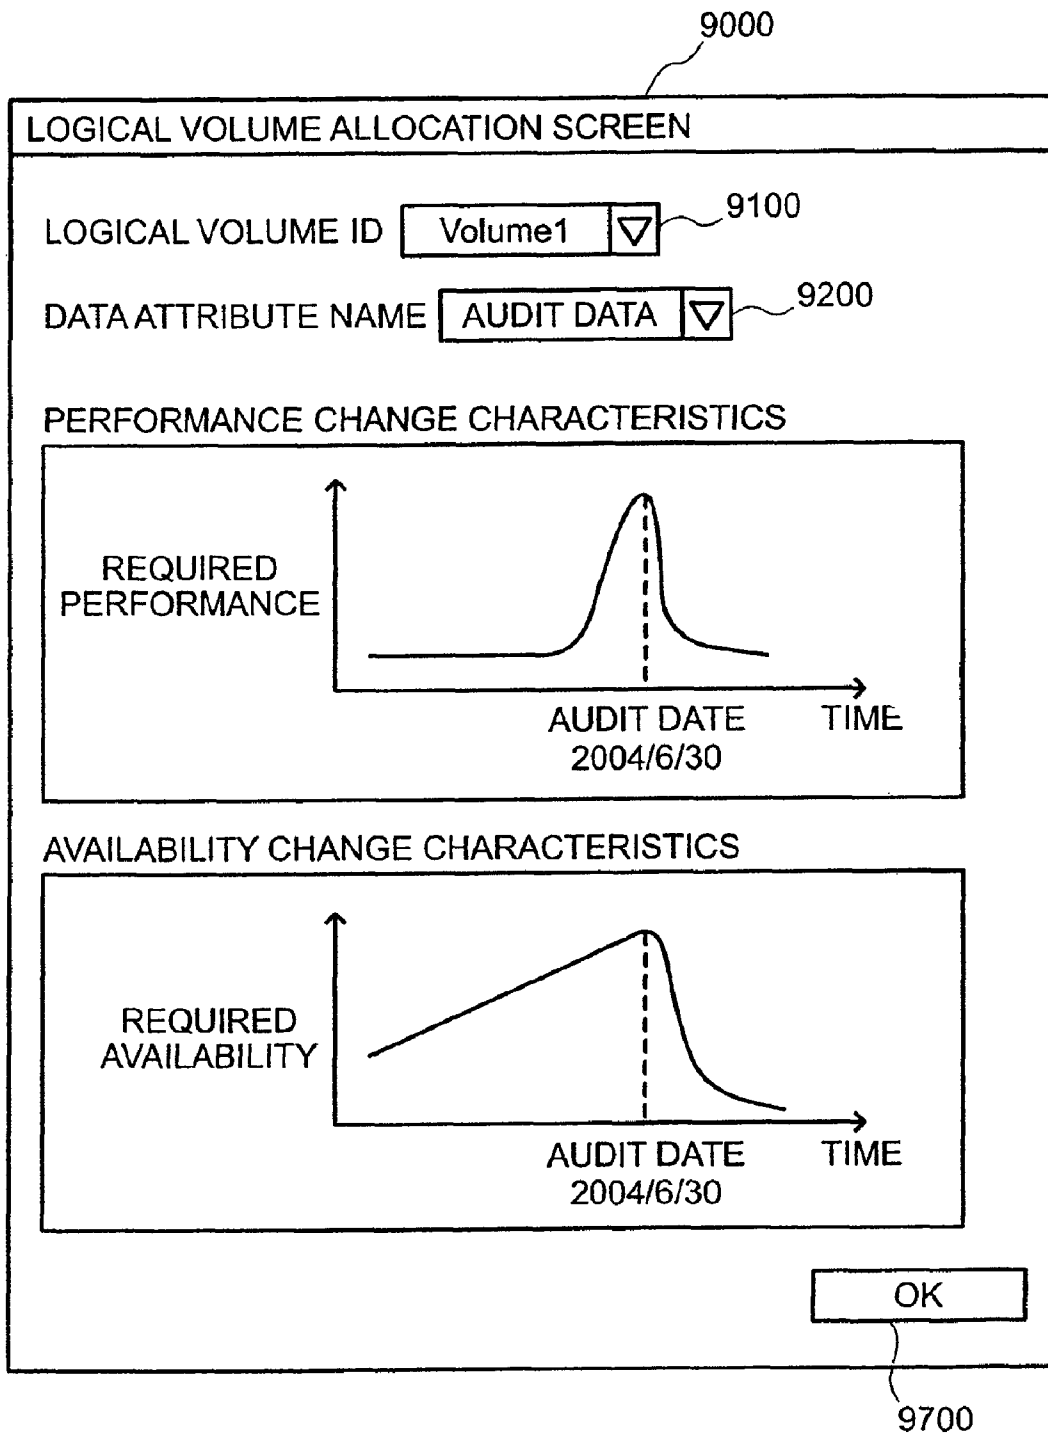 9000
LOGICAL VOLUME ALLOCATION SCREEN
LOGICAL VOLUME ID Volume1 9100
DATA ATTRIBUTE NAME AUDIT DATA 9200
PERFORMANCE CHANGE CHARACTERISTICS
REQUIRED
PERFORMANCE
AUDIT DATE TIME
2004/6/30
AVAILABILITY CHANGE CHARACTERISTICS
REQUIRED
AVAILABILITY
AUDIT DATE TIME
2004/6/30
OK
9700